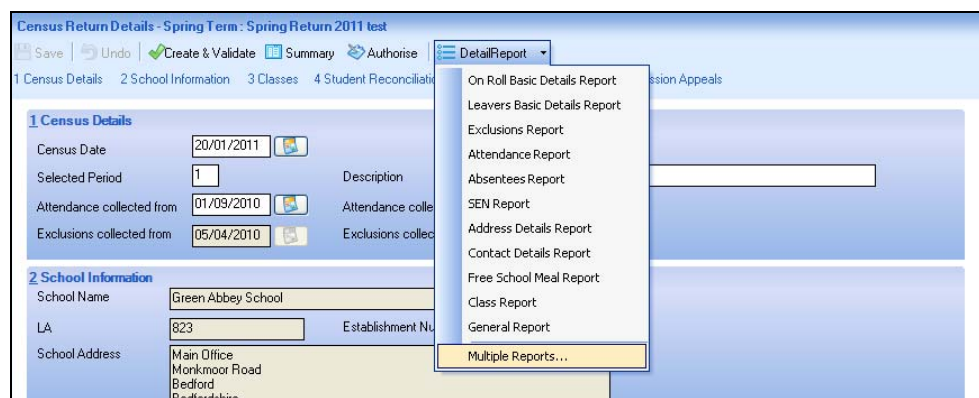 Census Return Details - Spring Term : Spring Return 2011 test
Save Undo Create & Validate Summary Authorise DetailReport
1 Census Details 2 School Information 3 Classes 4 Student ssion Appeals
1 Census Details
Census Date 20/01/2011
Selected Period 1 Description
Attendance collected from 01/09/2010 Attendance
Exclusions collected from 05/04/2010 Exclusions
2 School Information
School Name Green Abbey School
LA 823 Establishment
School Address Main Office
Monkmoor Road
Bedford
Bedfordshire
On Roll Basic Details Report
Leavers Basic Details Report
Exclusions Report
Attendance Report
Absentees Report
SEN Report
Address Details Report
Contact Details Report
Free School Meal Report
Class Report
General Report
Multiple Reports...